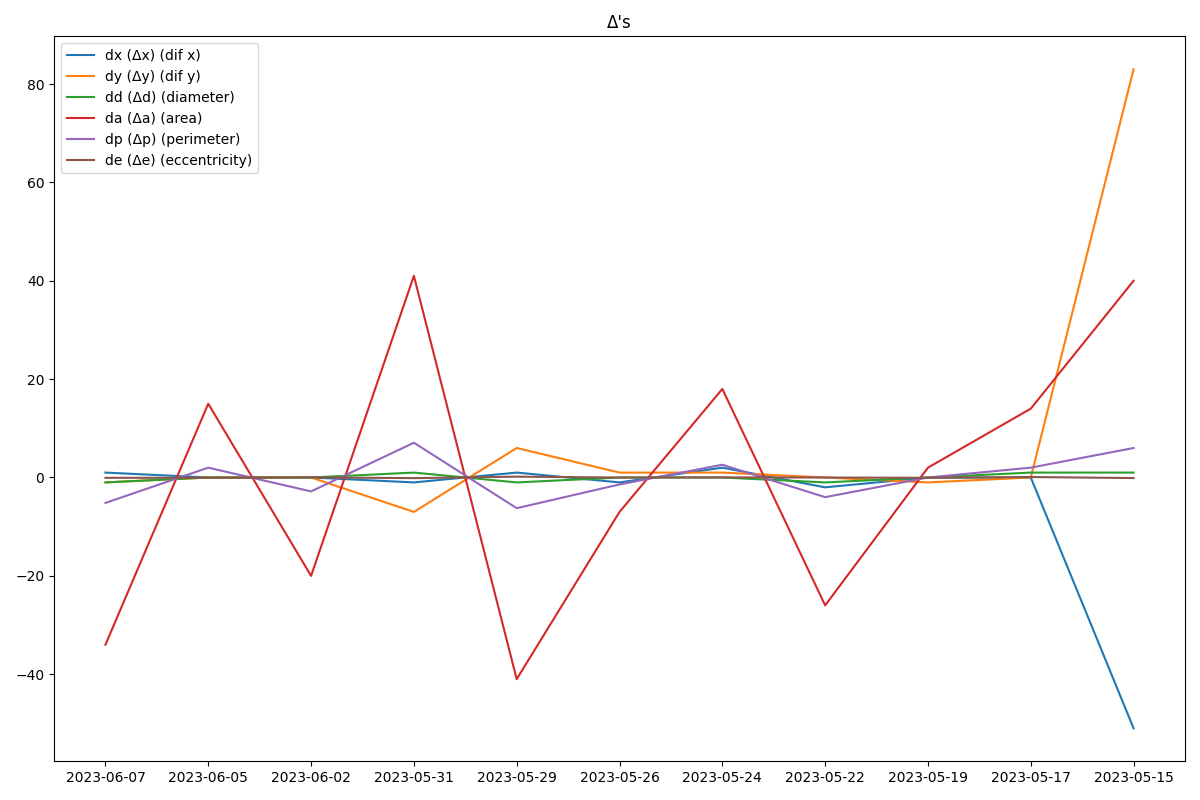 Δ's
dx (Δx) (dif x)
dy (Δy) (dif y)
dd (Δd) (diameter)
da (Δa) (area)
dp (Δp) (perimeter)
de (Δe) (eccentricity)
80
60
40
20
0
−20
−40
2023-06-07 2023-06-05 2023-06-02 2023-05-31 2023-05-29 2023-05-26 2023-05-24 2023-05-22 2023-05-19 2023-05-17 2023-05-15